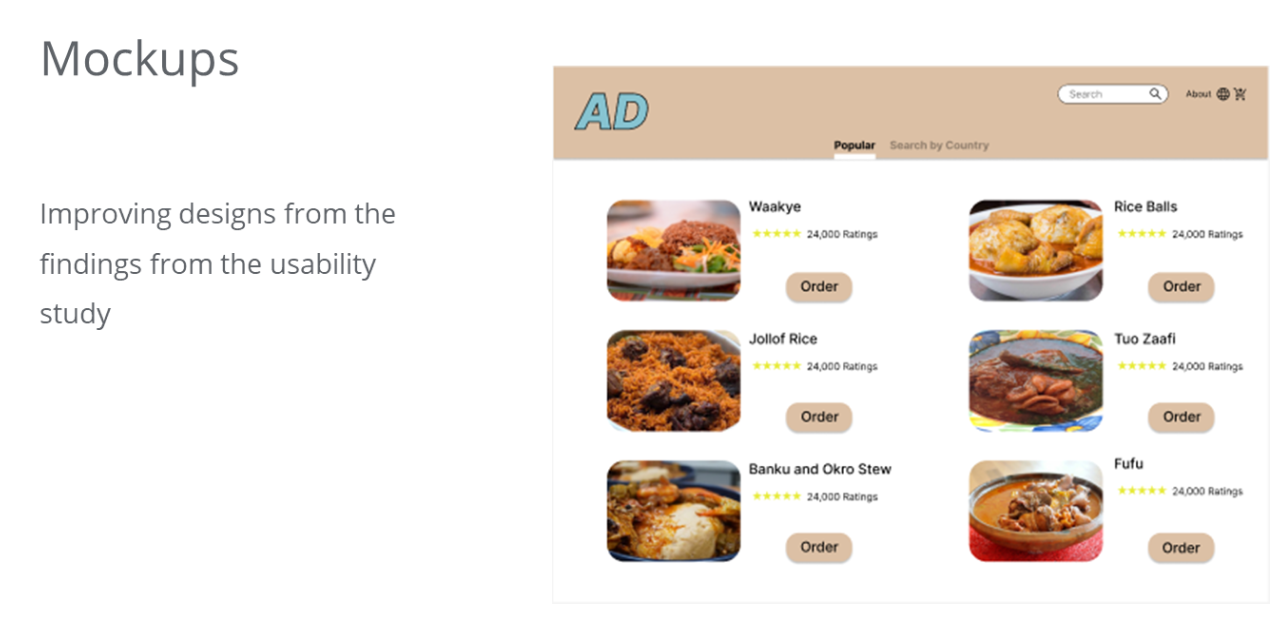 Mockups
Improving designs from the
findings from the usability
study
AD
Search
About
Popular Search by Country
Waakye
24,000 Ratings
Order
Rice Balls
24,000 Ratings
Order
Jollof Rice
24,000 Ratings
Order
Tuo Zaafi
24,000 Ratings
Order
Banku and Okro Stew
24,000 Ratings
Order
Fufu
24,000 Ratings
Order